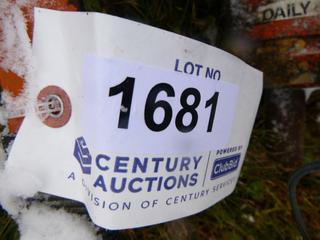 DAILY
LOT NO.
1681
CENTURY
AUCTIONS
POWERED BY
ClubBid
A DIVISION OF CENTURY SERVICES